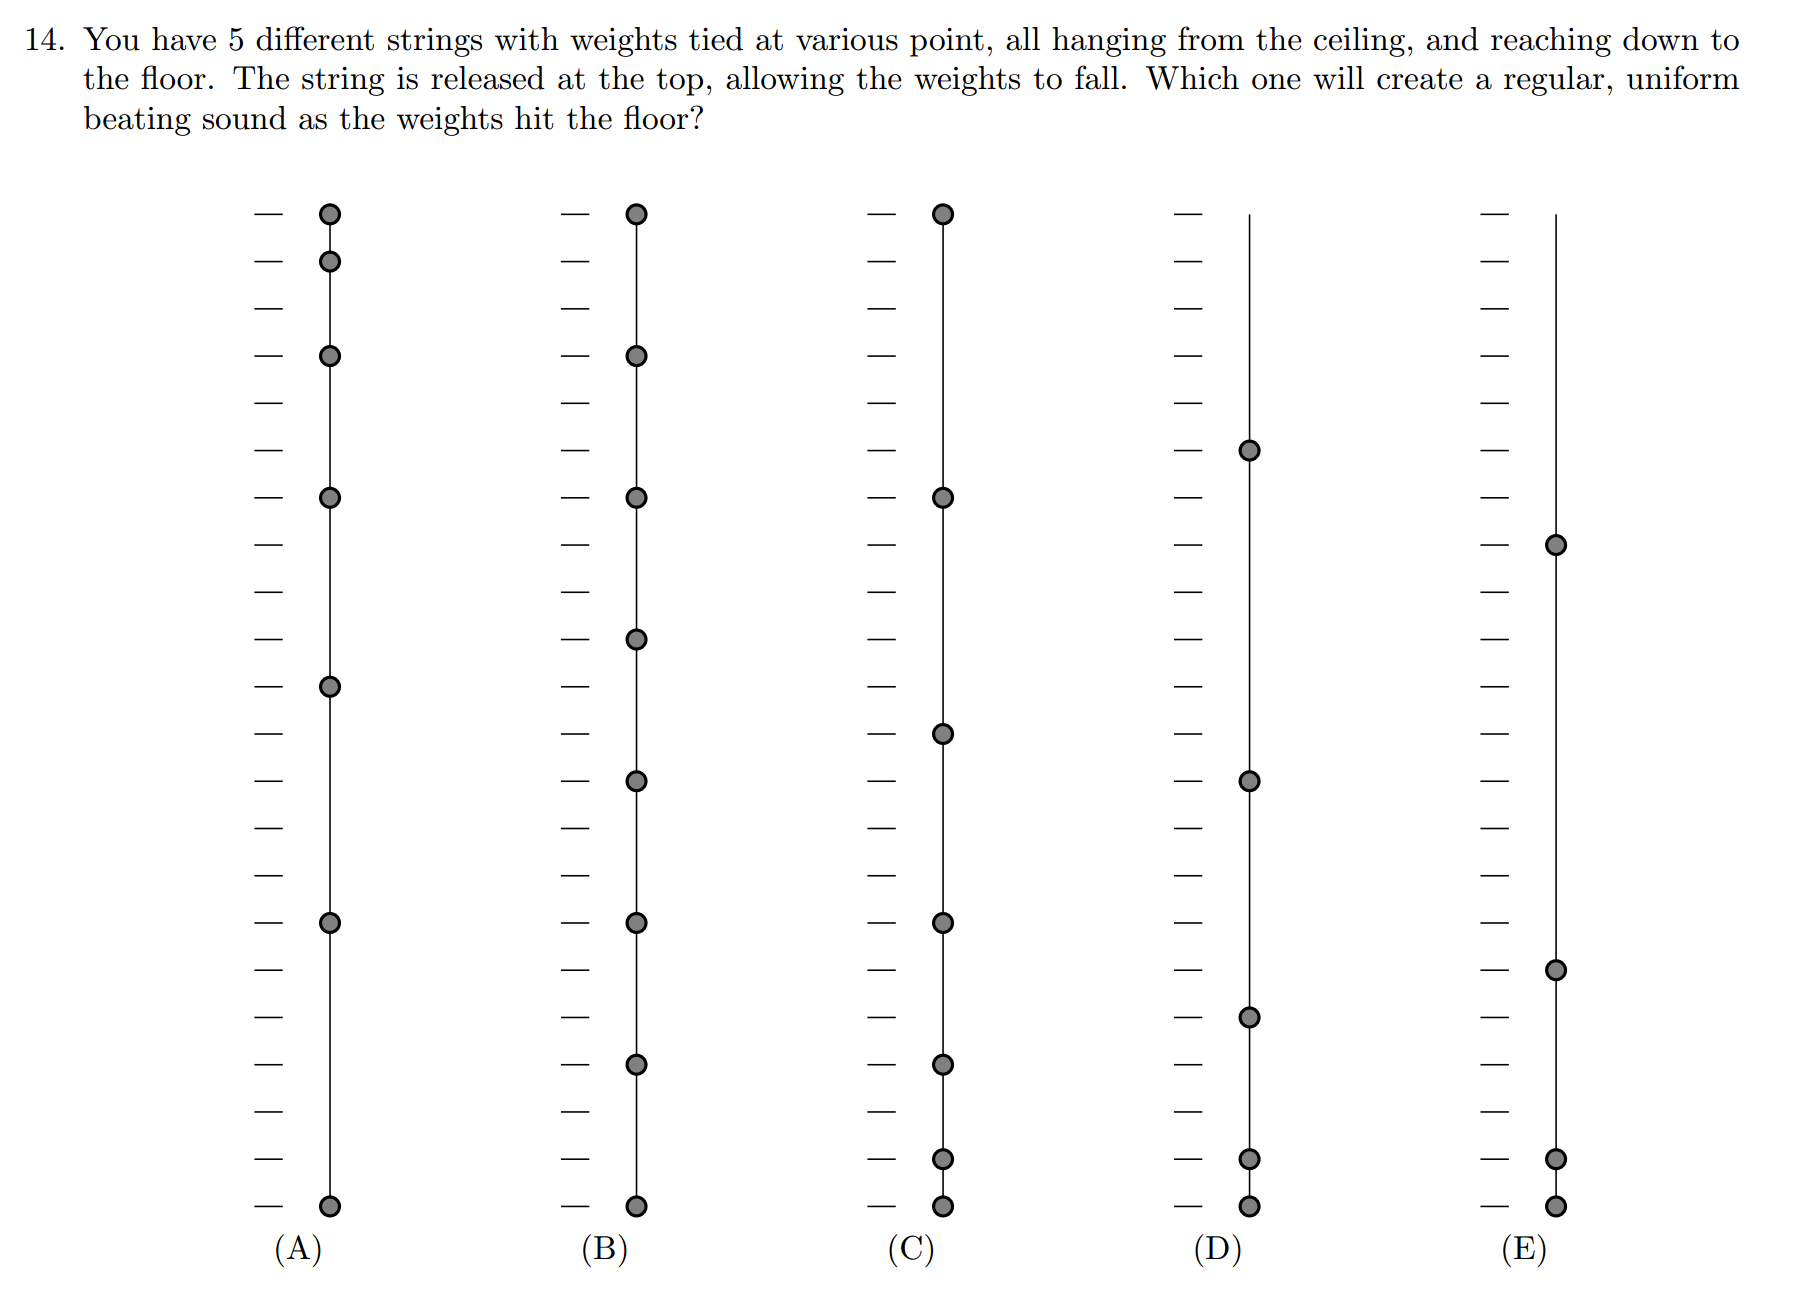 14. You have 5 different strings with weights tied at various point, all hanging from the ceiling, and reaching down to
the floor. The string is released at the top, allowing the weights to fall. Which one will create a regular, uniform
beating sound as the weights hit the floor?
(A) (B) (C) (D) (E)